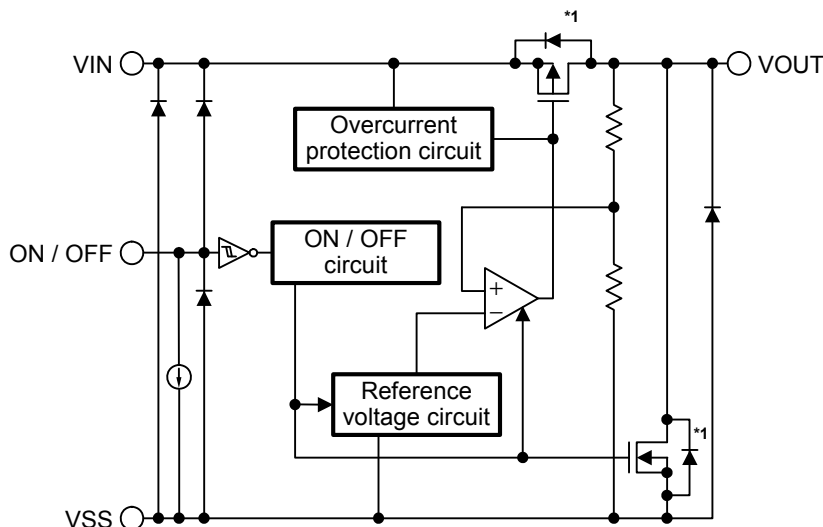 *1
VIN
VOUT
Overcurrent
protection circuit
ON / OFF
ON / OFF
circuit
+
−
Reference
voltage circuit
*1
VSS